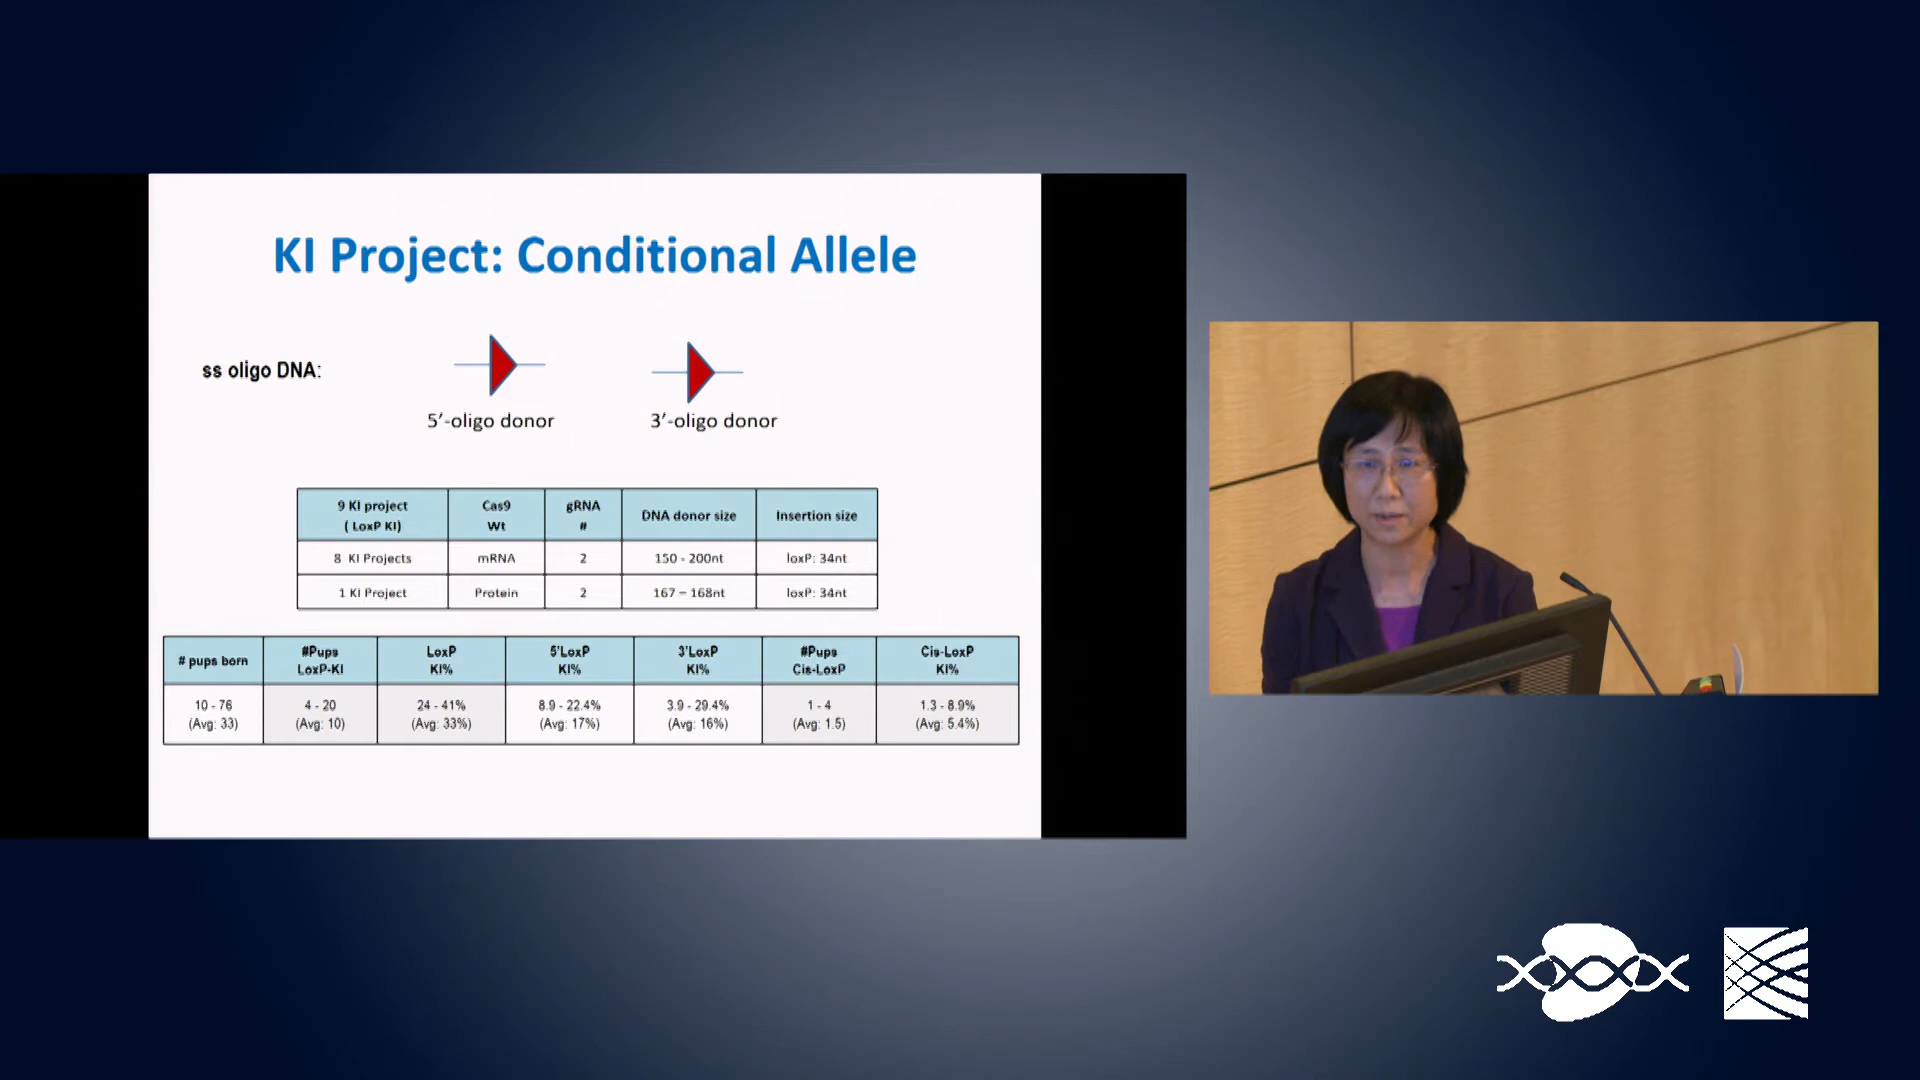 KI Project: Conditional Allele
ss oligo DNA:
5′-oligo donor
3′-oligo donor
9 KI project
( LoxP KI)
Cas9
Wt
gRNA
#
DNA donor size
Insertion size
8 KI Projects
mRNA
2
150 - 200nt
loxP: 34nt
1 KI Project
Protein
2
167 – 168nt
loxP: 34nt
# pups born
#Pups
LoxP-KI
LoxP
KI%
5'LoxP
KI%
3'LoxP
KI%
#Pups
Cis-LoxP
Cis-LoxP
KI%
10 - 76
(Avg: 33)
4 - 20
(Avg: 10)
24 - 41%
(Avg: 33%)
8.9 - 22.4%
(Avg: 17%)
3.9 - 29.4%
(Avg: 16%)
1 - 4
(Avg: 1.5)
1.3 - 8.9%
(Avg: 5.4%)